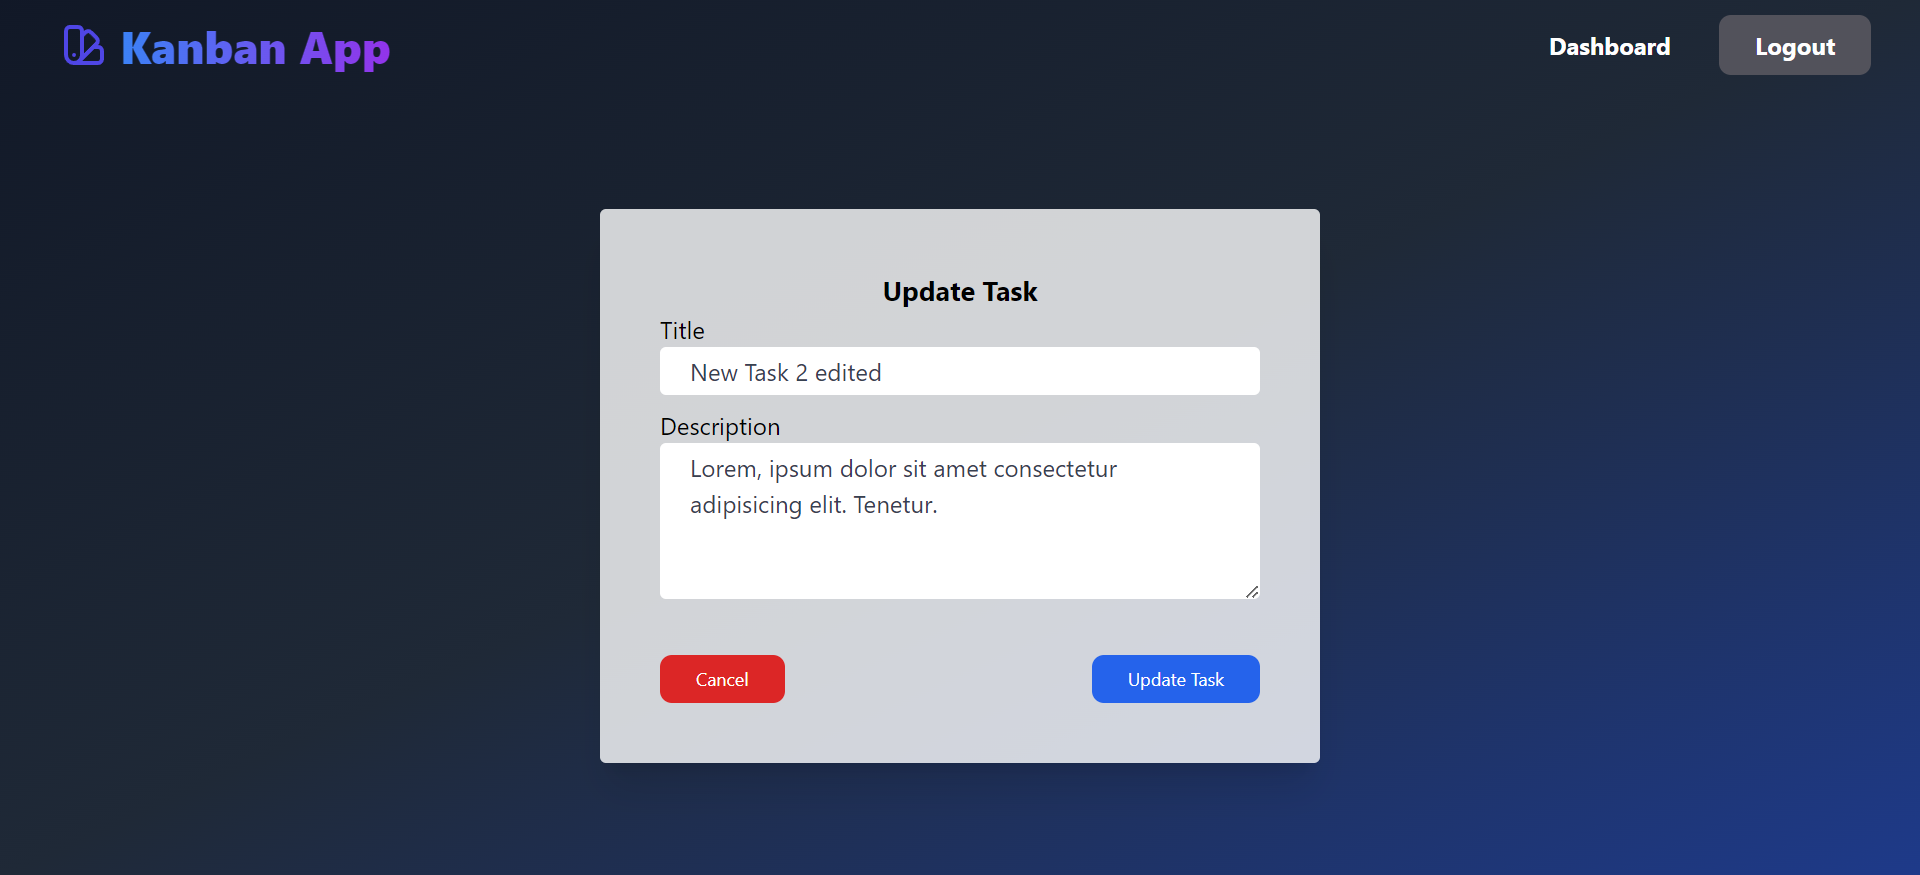 Kanban App
Dashboard
Logout
Update Task
Title
New Task 2 edited
Description
Lorem, ipsum dolor sit amet consectetur
adipisicing elit. Tenetur.
Cancel
Update Task